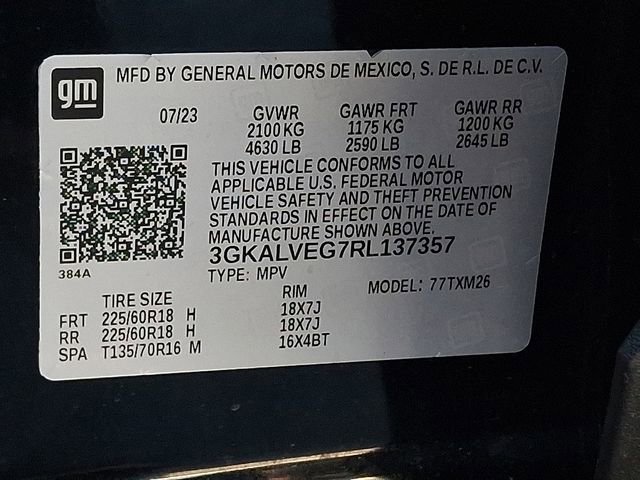 gm MFD BY GENERAL MOTORS DE MEXICO, S. DE R.L. DE C.V.
07/23 GVWR GAWR FRT GAWR RR
2100 KG 1175 KG 1200 KG
4630 LB 2590 LB 2645 LB
THIS VEHICLE CONFORMS TO ALL
APPLICABLE U.S. FEDERAL MOTOR
VEHICLE SAFETY AND THEFT PREVENTION
STANDARDS IN EFFECT ON THE DATE OF
MANUFACTURE SHOWN ABOVE.
3GKALVEG7RL137357
384A
TYPE: MPV MODEL: 77TXM26
TIRE SIZE RIM
FRT 225/60R18 H 18X7J
RR 225/60R18 H 18X7J
SPA T135/70R16 M 16X4BT